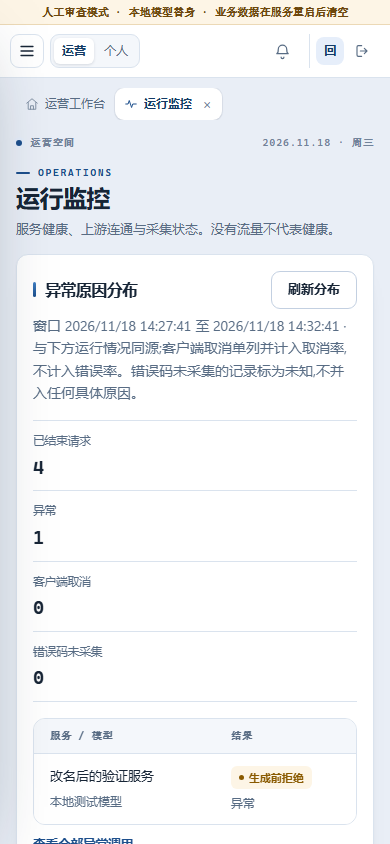 人工审查模式 · 本地模型替身 · 业务数据在服务重启后清空
运营 个人 回
运营工作台 运行监控 ×
运营空间 2026.11.18 · 周三
OPERATIONS
运行监控
服务健康、上游连通与采集状态。没有流量不代表健康。
异常原因分布 刷新分布
窗口 2026/11/18 14:27:41 至 2026/11/18 14:32:41 ·
与下方运行情况同源;客户端取消单列并计入取消率,
不计入错误率。错误码未采集的记录标为未知,不并
入任何具体原因。
已结束请求
4
异常
1
客户端取消
0
错误码未采集
0
服务 / 模型 结果
改名后的验证服务 生成前拒绝
本地测试模型 异常
查看全部异常调用